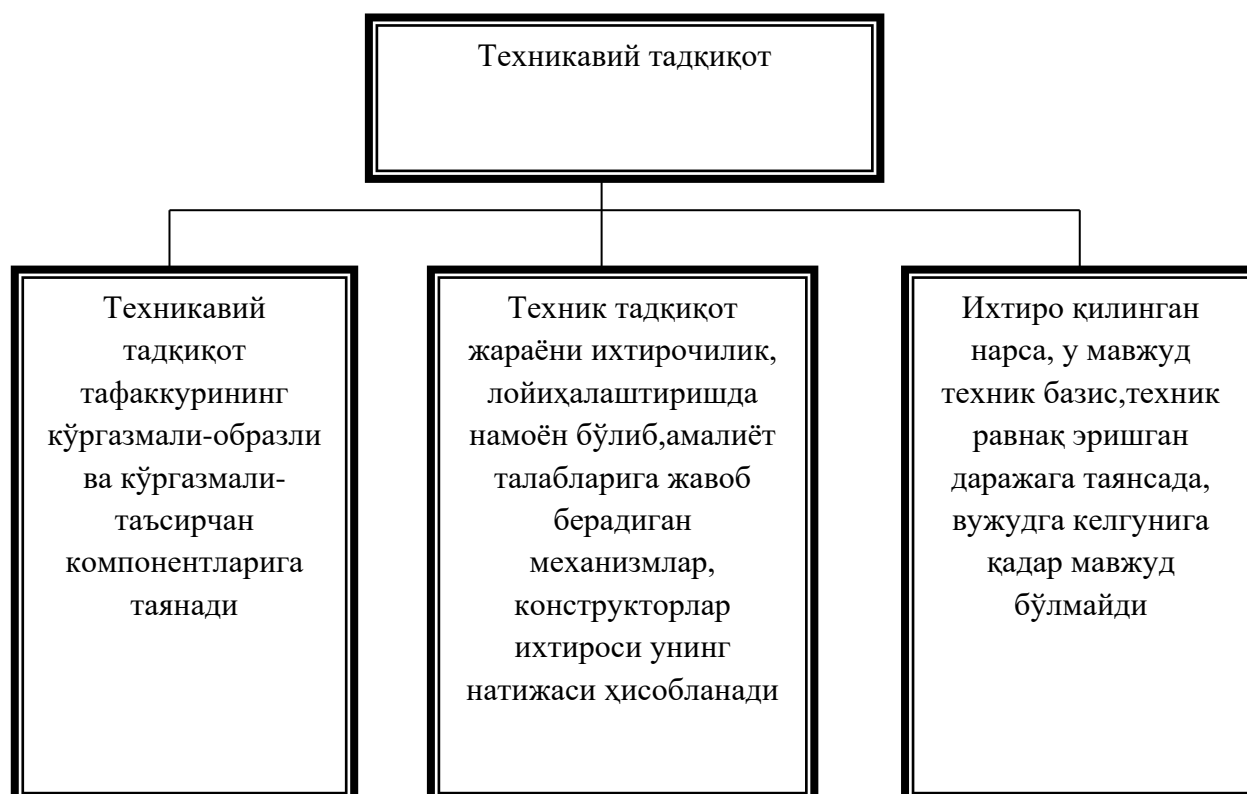 Техникавий тадқиқот
Техникавий
тадқиқот
тафаккурининг
кўргазмали-образли
ва кўргазмали-
таъсирчан
компонентларига
таянади
Техник тадқиқот
жараёни ихтирочилик,
лойиҳалаштиришда
намоён бўлиб,амалиёт
талабларига жавоб
берадиган
механизмлар,
конструкторлар
ихтироси унинг
натижаси ҳисобланади
Ихтиро қилинган
нарса, у мавжуд
техник базис,техник
равнақ эришган
даражага таянсада,
вужудга келгунига
қадар мавжуд
бўлмайди